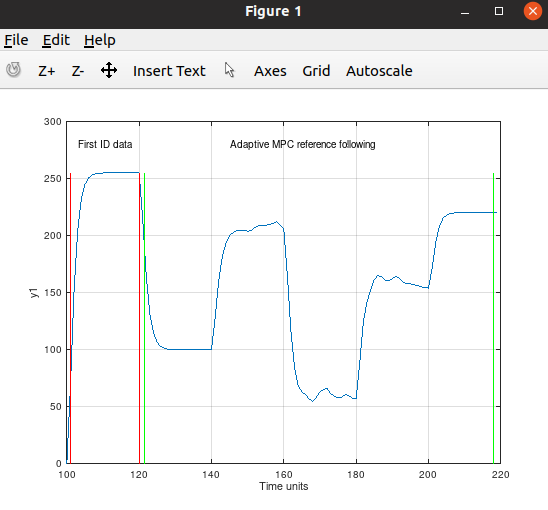 Figure 1
File Edit Help
Z+ Z- Insert Text Axes Grid Autoscale
300
First ID data Adaptive MPC reference following
250
200
150
y1
100
50
0
100 120 140 160 180 200 220
Time units